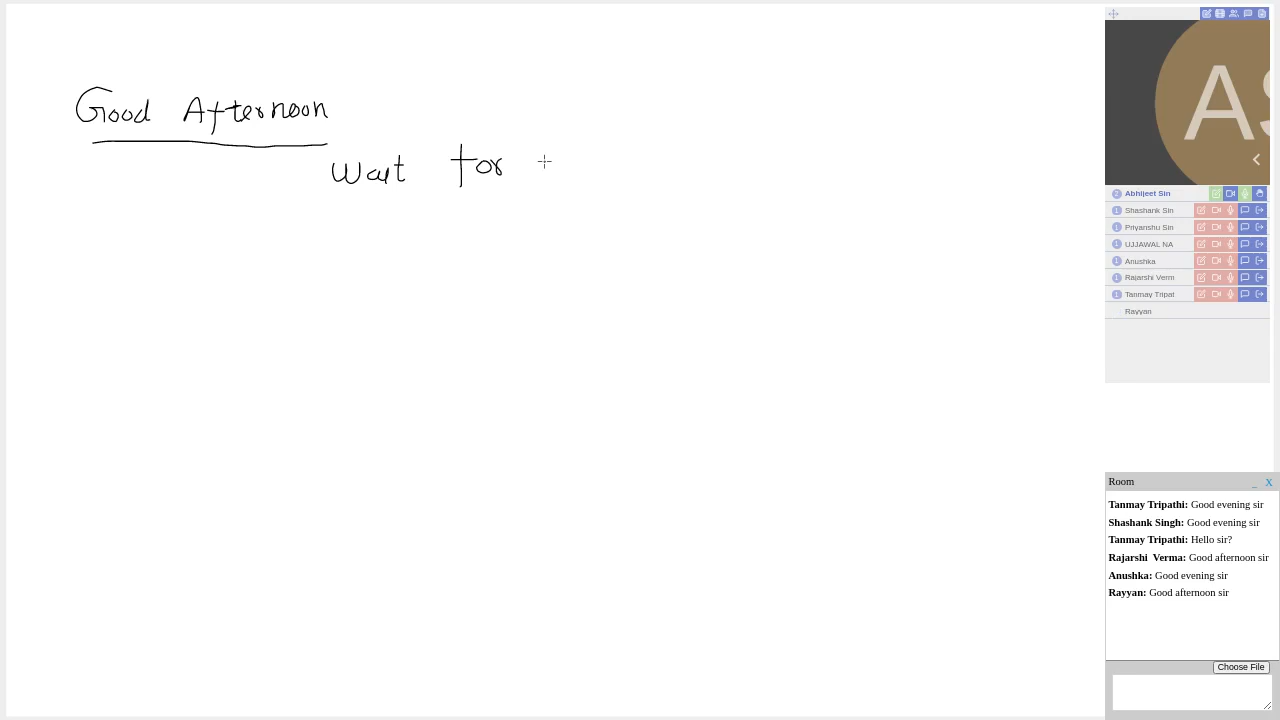 Good Afternoon
Wait for
AS
Abhijeet Sin
Shashank Sin
Priyanshu Sin
UJJAWAL NA
Anushka
Rajarshi Verm
Tanmay Tripat
Rayyan
Room _ X
Tanmay Tripathi: Good evening sir
Shashank Singh: Good evening sir
Tanmay Tripathi: Hello sir?
Rajarshi Verma: Good afternoon sir
Anushka: Good evening sir
Rayyan: Good afternoon sir
Choose File